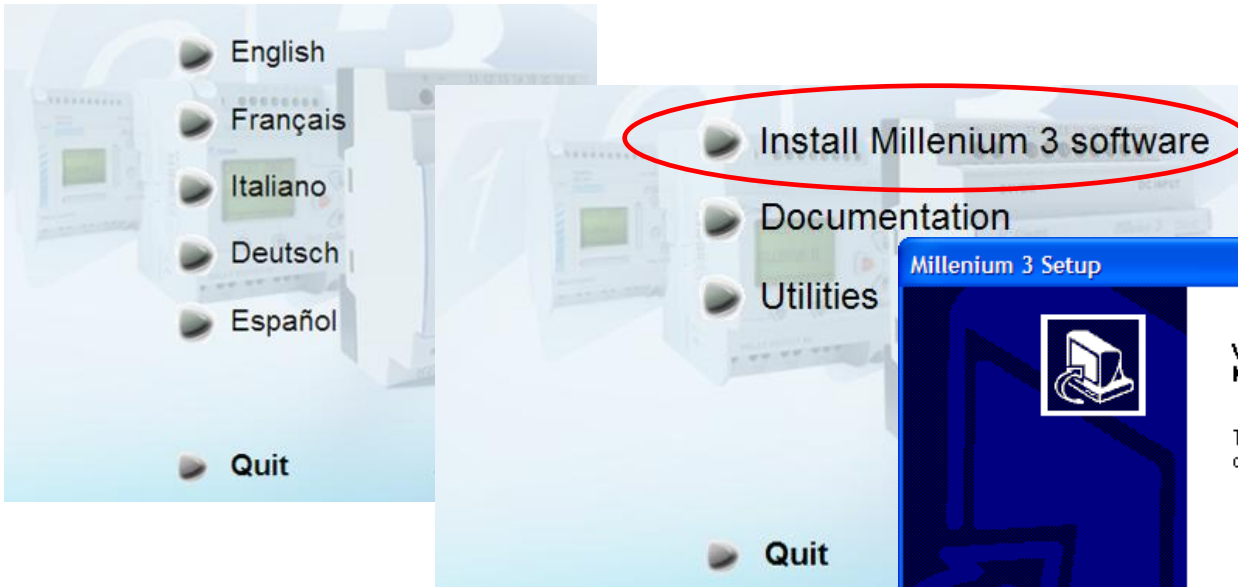 English
Français
Italiano
Deutsch
Español
Quit
Install Millenium 3 software
Documentation
Utilities
Quit
Millenium 3 Setup